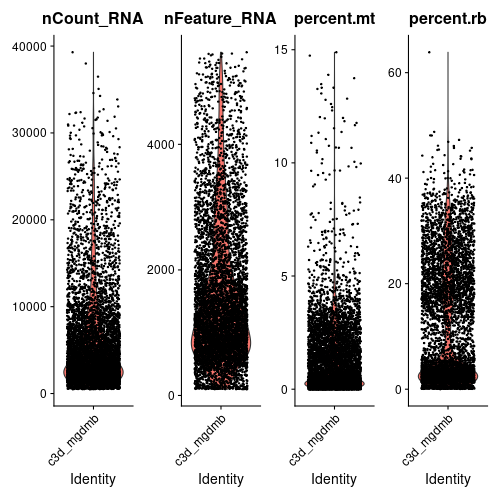 nCount_RNA
40000
30000
20000
10000
0
c3d_mgdmb
Identity
nFeature_RNA
4000
2000
0
c3d_mgdmb
Identity
percent.mt
15
10
5
0
c3d_mgdmb
Identity
percent.rb
60
40
20
0
c3d_mgdmb
Identity